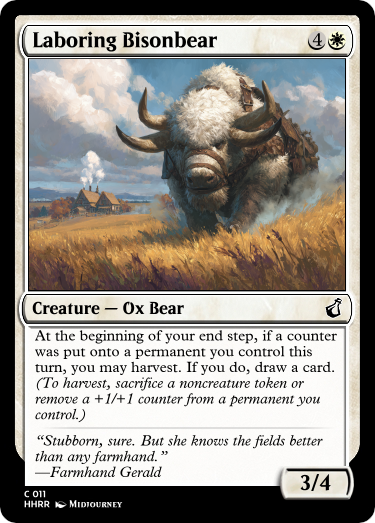 Laboring Bisonbear 4
Creature — Ox Bear
At the beginning of your end step, if a counter
was put onto a permanent you control this
turn, you may harvest. If you do, draw a card.
(To harvest, sacrifice a noncreature token or
remove a +1/+1 counter from a permanent you
control.)
“Stubborn, sure. But she knows the fields better
than any farmhand.”
—Farmhand Gerald
3/4
C 011
HHRR Midjourney